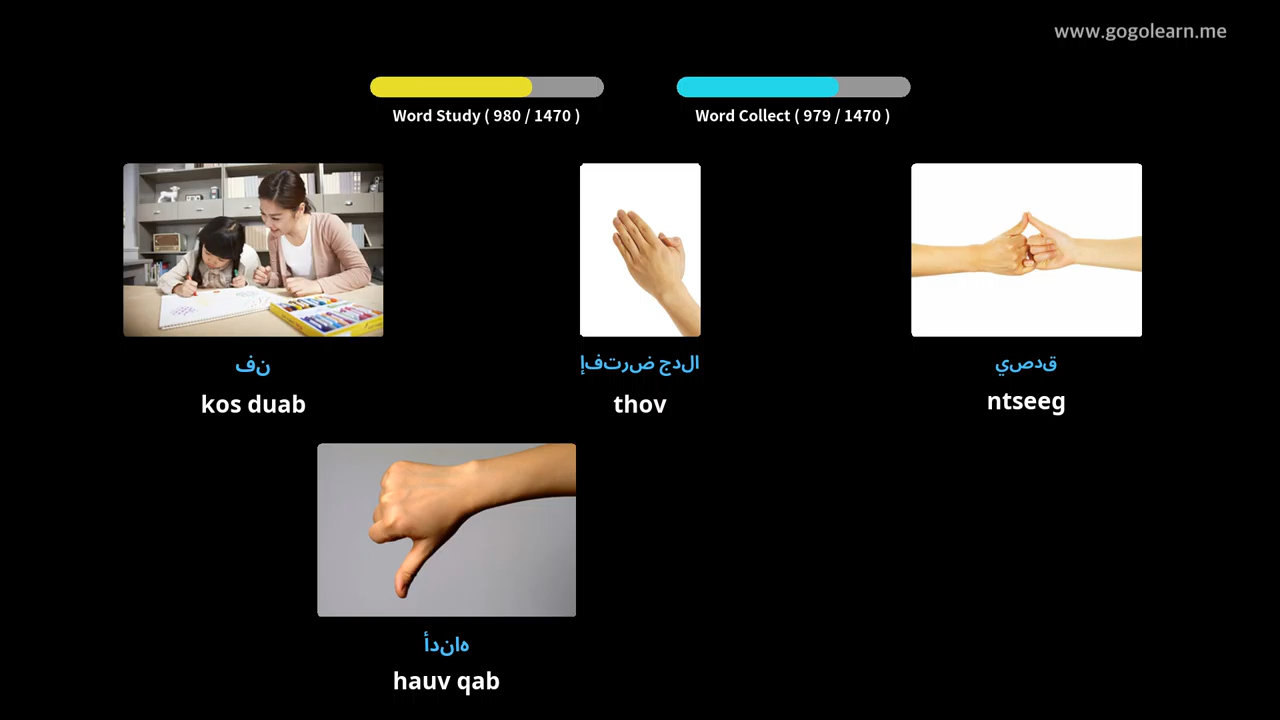 www.gogolearn.me
Word Study ( 980 / 1470 )
Word Collect ( 979 / 1470 )
نف
الدج ضرتفإ
قدصي
kos duab
thov
ntseeg
هاندأ
hauv qab